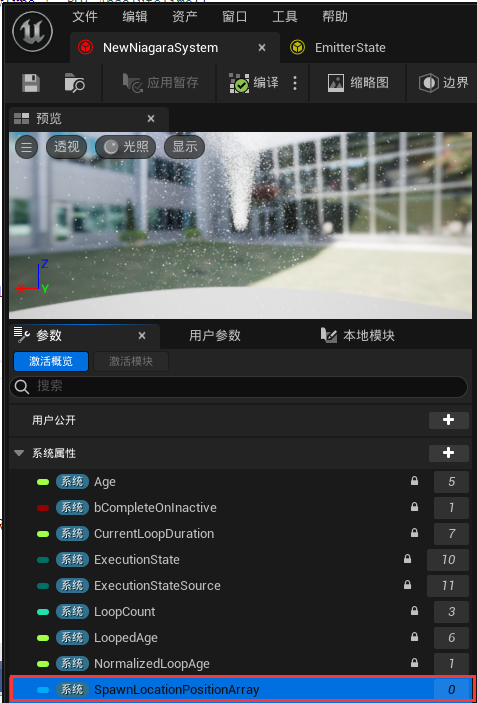 文件 编辑 资产 窗口 工具 帮助
NewNiagaraSystem × EmitterState
应用暂存 编译 缩略图 边界
预览 ×
透视 光照 显示
Z
Y
参数 × 用户参数 本地模块
激活概览 激活模块
搜索
用户公开 +
系统属性 +
系统 Age 5
系统 bCompleteOnInactive 1
系统 CurrentLoopDuration 7
系统 ExecutionState 10
系统 ExecutionStateSource 11
系统 LoopCount 3
系统 LoopedAge 6
系统 NormalizedLoopAge 1
系统 SpawnLocationPositionArray 0